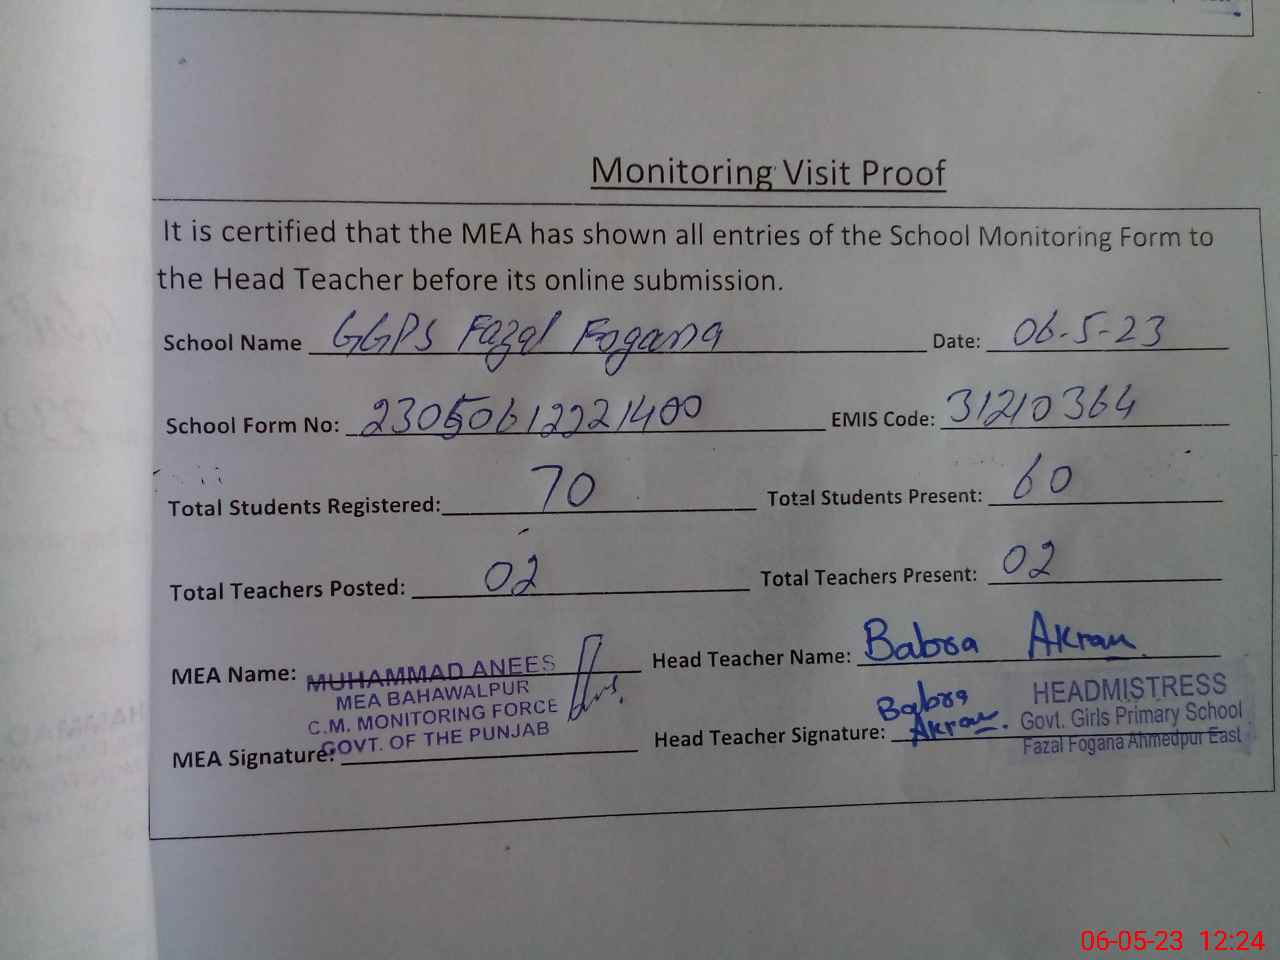 Monitoring Visit Proof
It is certified that the MEA has shown all entries of the School Monitoring Form to
the Head Teacher before its online submission.
School Name GGPS Fazal Fogana Date: 06-5-23
School Form No: 23050612221400 EMIS Code: 31210364
Total Students Registered: 70 Total Students Present: 60
Total Teachers Posted: 02 Total Teachers Present: 02
MEA Name: MUHAMMAD ANEES Head Teacher Name: Babra Akram
MEA BAHAWALPUR
C.M. MONITORING FORCE
GOVT. OF THE PUNJAB
MEA Signature: Head Teacher Signature: Babra Akram.
HEADMISTRESS
Govt. Girls Primary School
Fazal Fogana Ahmedpur East
06-05-23 12:24